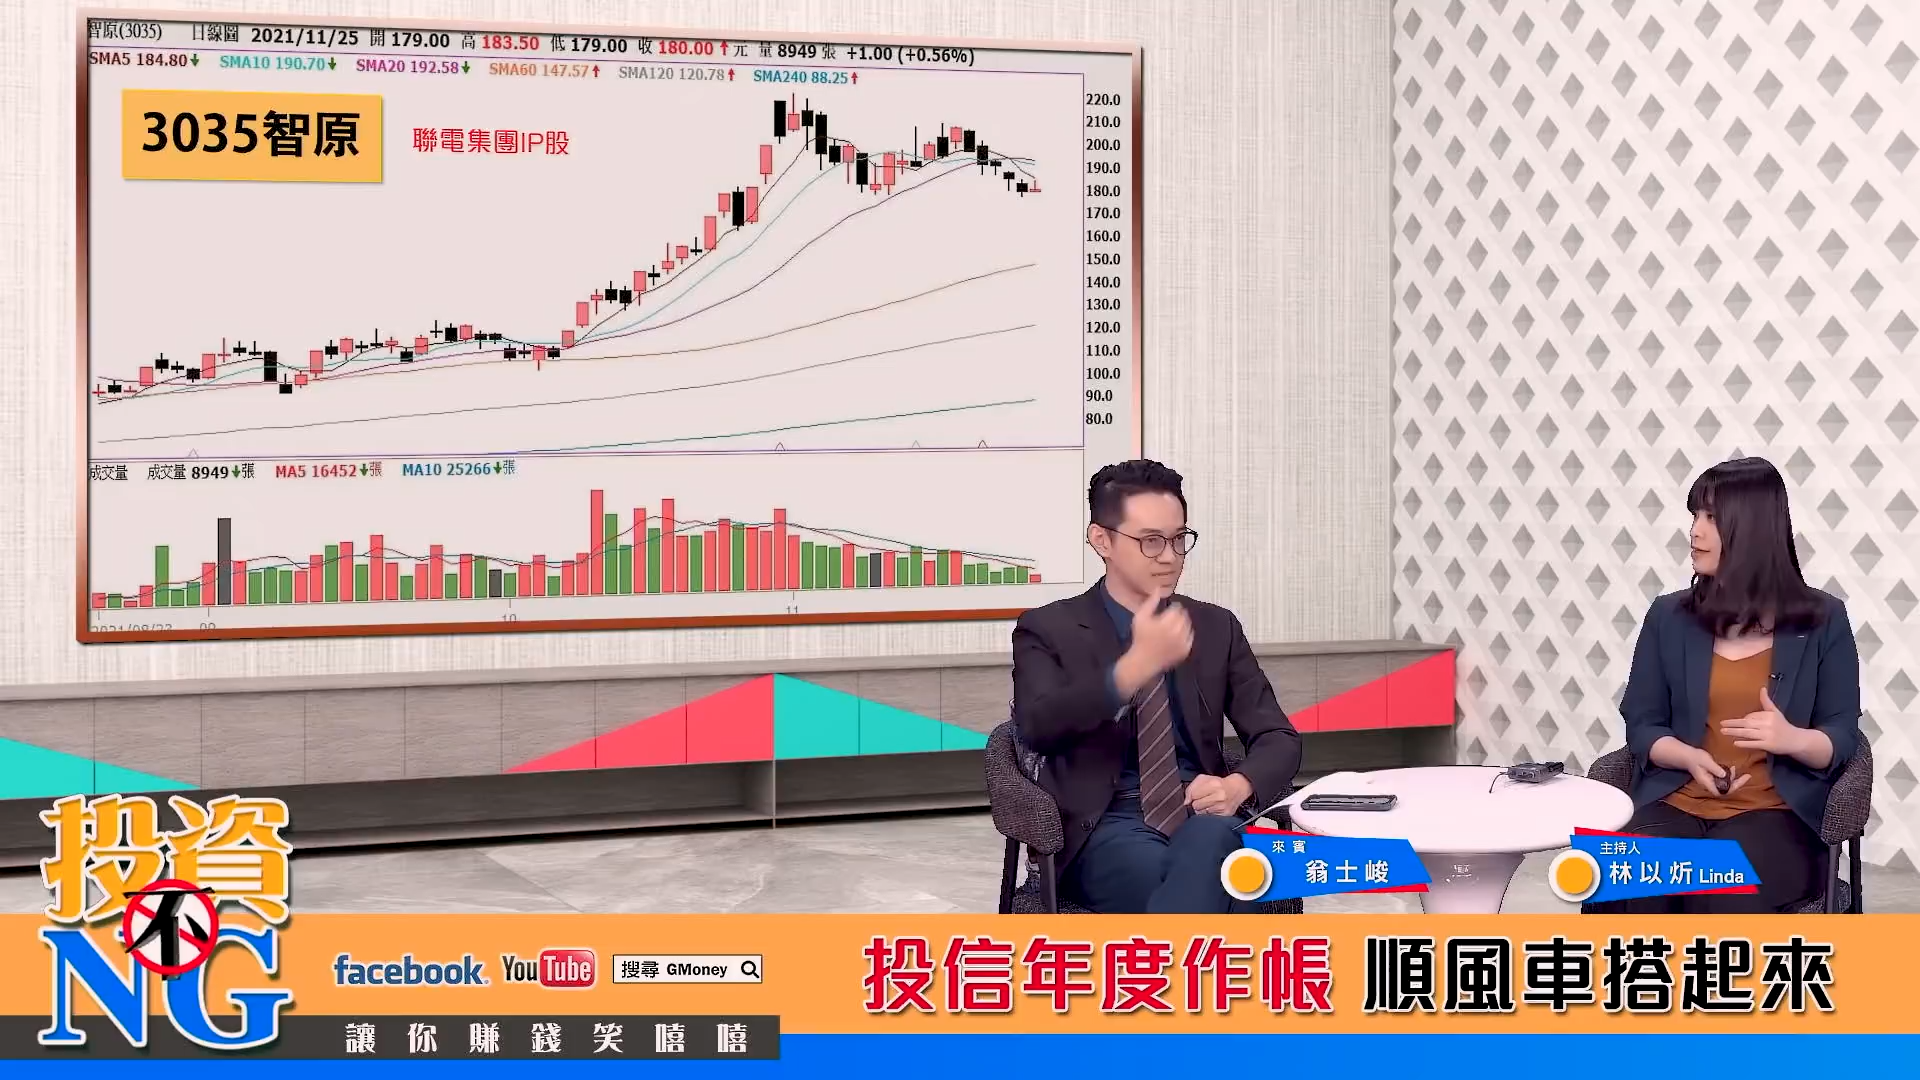 智原(3035) 日線圖 2021/11/25 開 179.00 高 183.50 低 179.00 收 180.00↑元 量 8949 張 +1.00 (+0.56%)
SMA5 184.80↓ SMA10 190.70↓ SMA20 192.58↓ SMA60 147.57↑ SMA120 120.78↑ SMA240 88.25↑
3035智原
聯電集團IP股
220.0
210.0
200.0
190.0
180.0
170.0
160.0
150.0
140.0
130.0
120.0
110.0
100.0
90.0
80.0
成交量 成交量 8949↓張 MA5 16452↓張 MA10 25266↓張
2021/08/23 09 10 11
來賓
翁士峻
主持人
林以炘 Linda
投資
不
NG
facebook YouTube 搜尋 GMoney
投信年度作帳 順風車搭起來
讓你賺錢笑嘻嘻